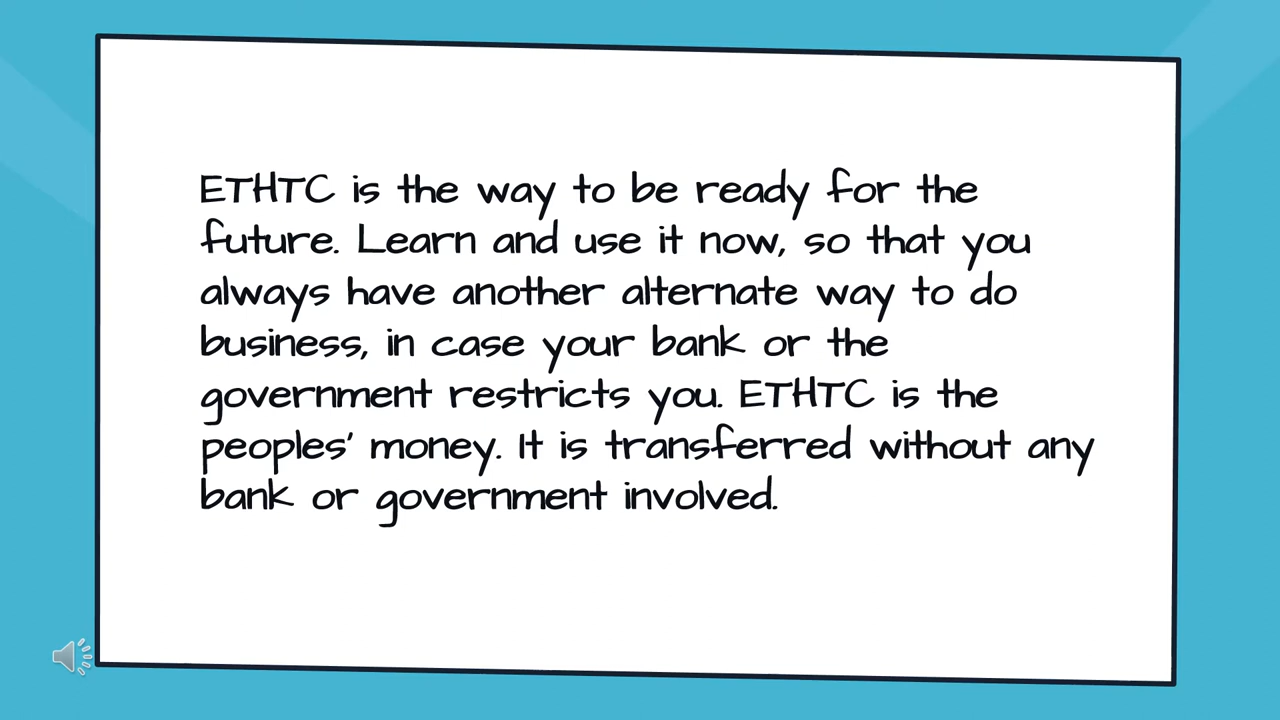 ETHTC is the way to be ready for the
future. Learn and use it now, so that you
always have another alternate way to do
business, in case your bank or the
government restricts you. ETHTC is the
peoples' money. It is transferred without any
bank or government involved.